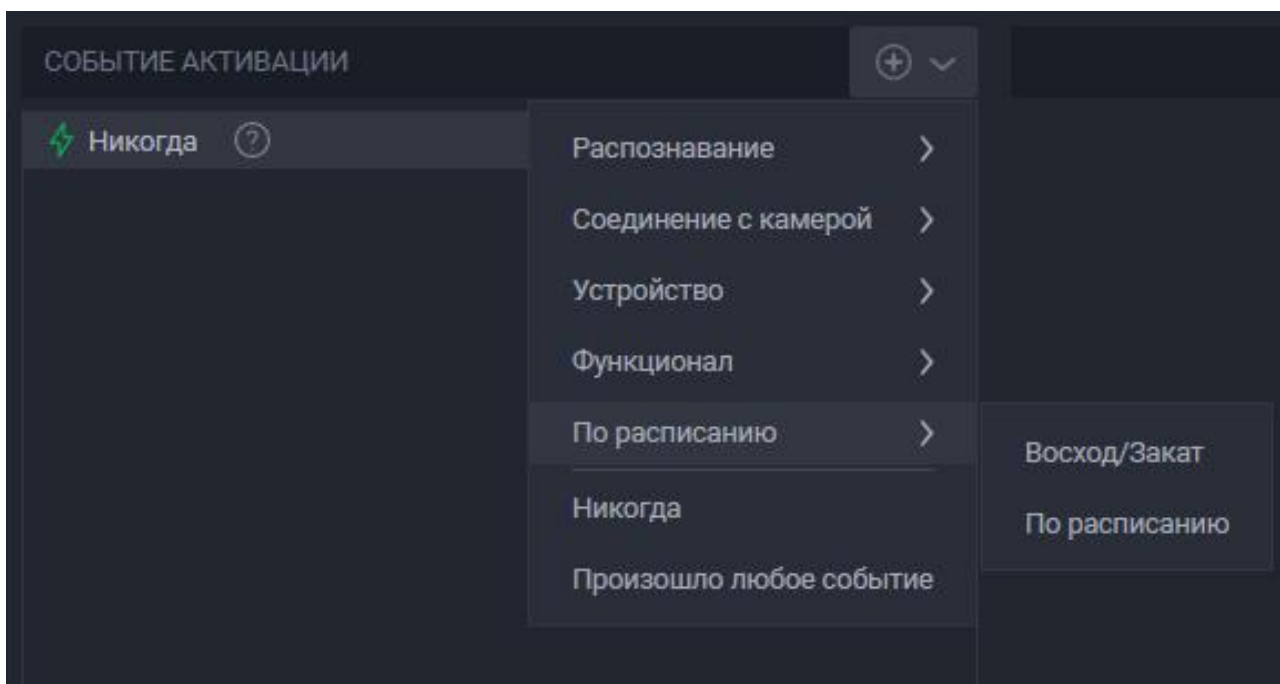 СОБЫТИЕ АКТИВАЦИИ
Никогда
Распознавание
Соединение с камерой
Устройство
Функционал
По расписанию
Никогда
Произошло любое событие
Восход/Закат
По расписанию